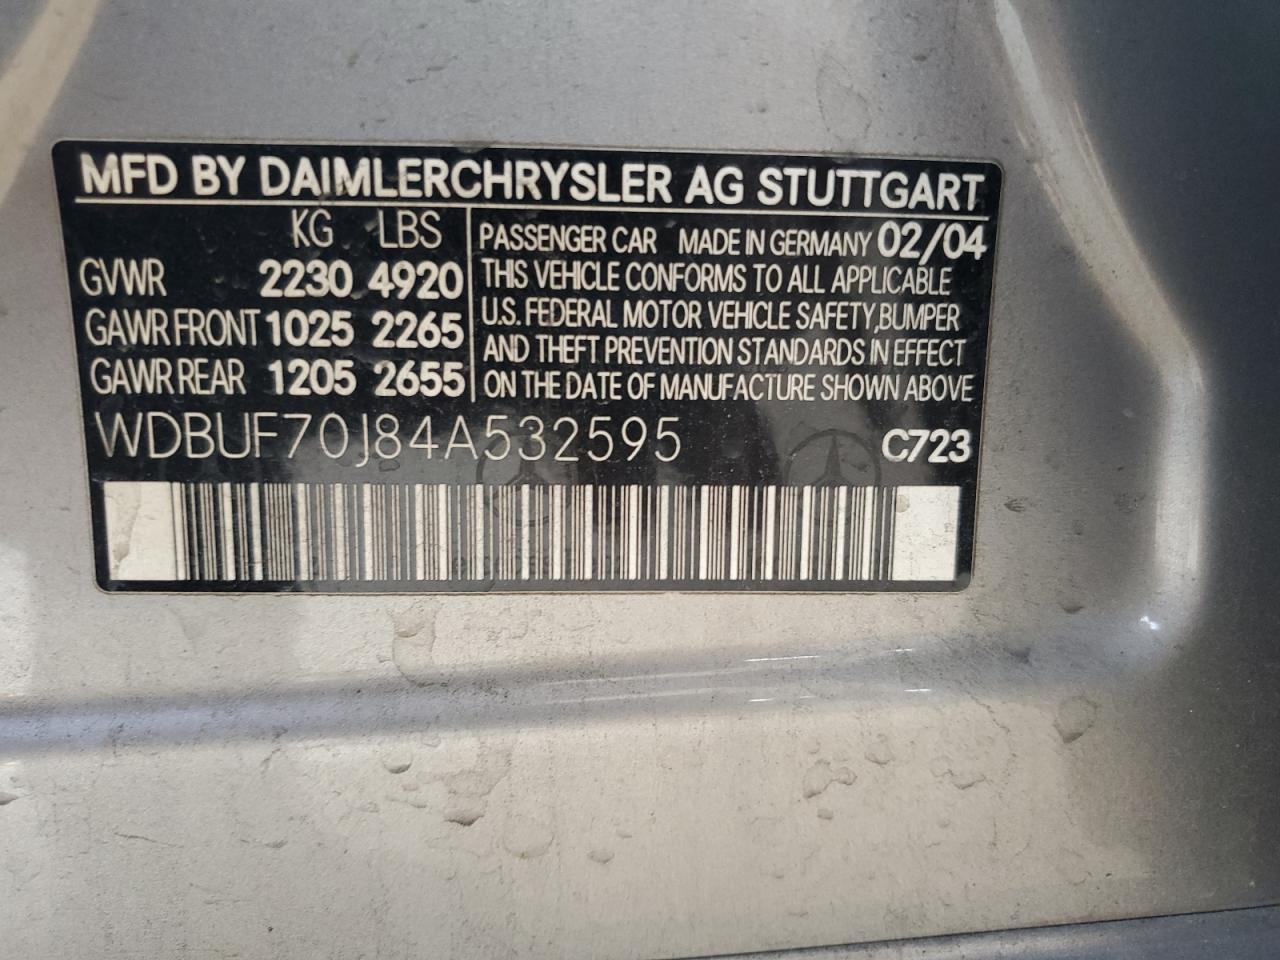 MFD BY DAIMLERCHRYSLER AG STUTTGART
KG LBS
GVWR 2230 4920
GAWR FRONT 1025 2265
GAWR REAR 1205 2655
PASSENGER CAR MADE IN GERMANY 02/04
THIS VEHICLE CONFORMS TO ALL APPLICABLE
U.S. FEDERAL MOTOR VEHICLE SAFETY,BUMPER
AND THEFT PREVENTION STANDARDS IN EFFECT
ON THE DATE OF MANUFACTURE SHOWN ABOVE
WDBUF70J84A532595 C723